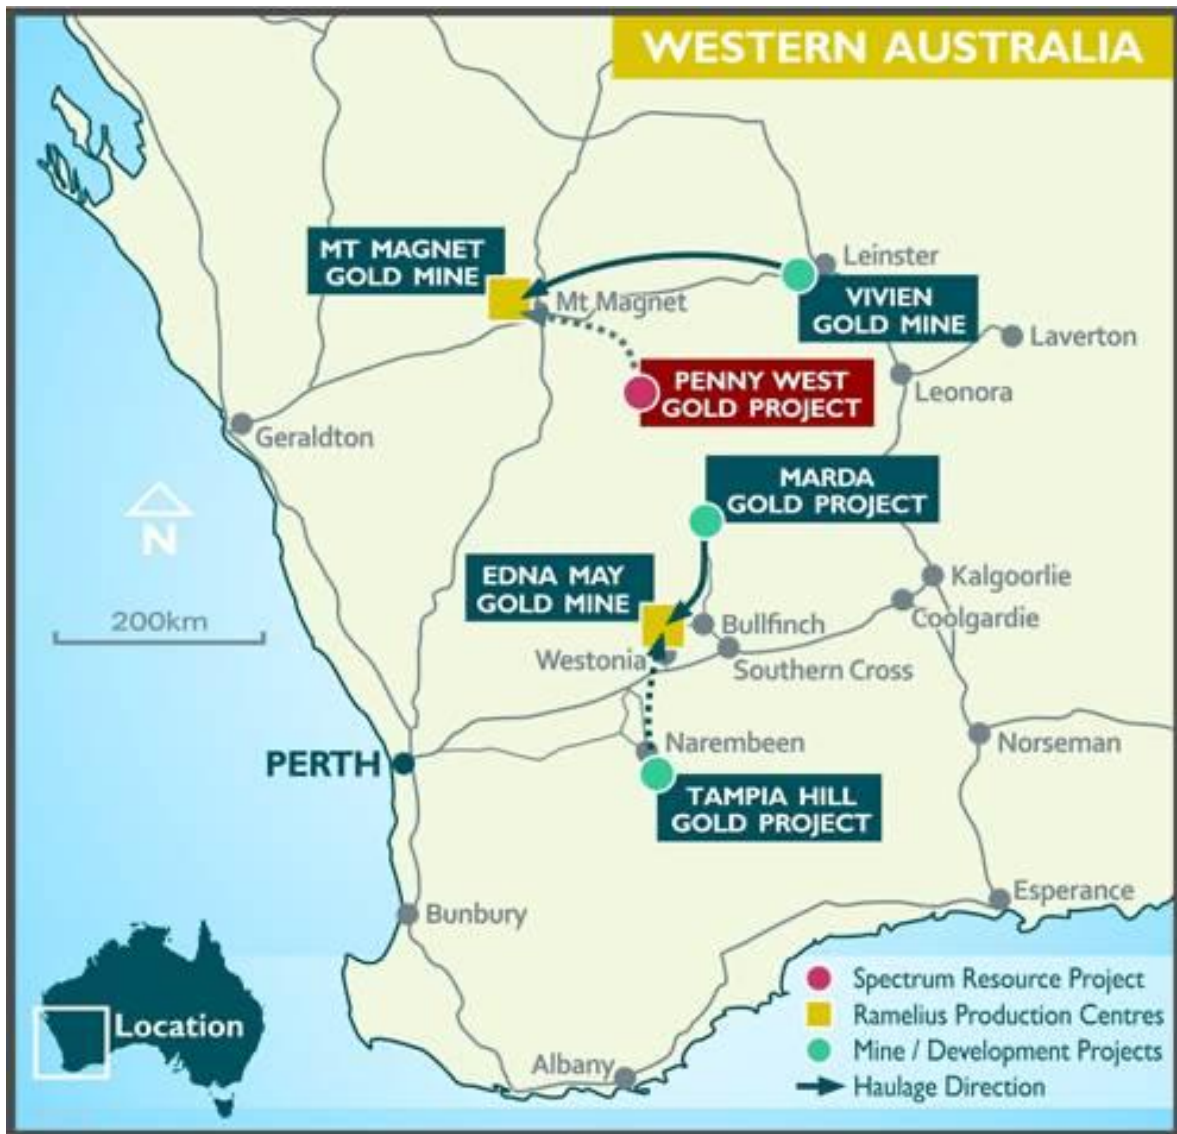 WESTERN AUSTRALIA
MT MAGNET
GOLD MINE
Leinster
Mt Magnet
VIVIEN
GOLD MINE
Laverton
PENNY WEST
GOLD PROJECT
Leonora
Geraldton
MARDA
GOLD PROJECT
N
EDNA MAY
GOLD MINE
Kalgoorlie
Coolgardie
200km
Bullfinch
Westonia
Southern Cross
Narembeen
Norseman
PERTH
TAMPIA HILL
GOLD PROJECT
Esperance
Bunbury
Spectrum Resource Project
Ramelius Production Centres
Mine / Development Projects
Haulage Direction
Location
Albany